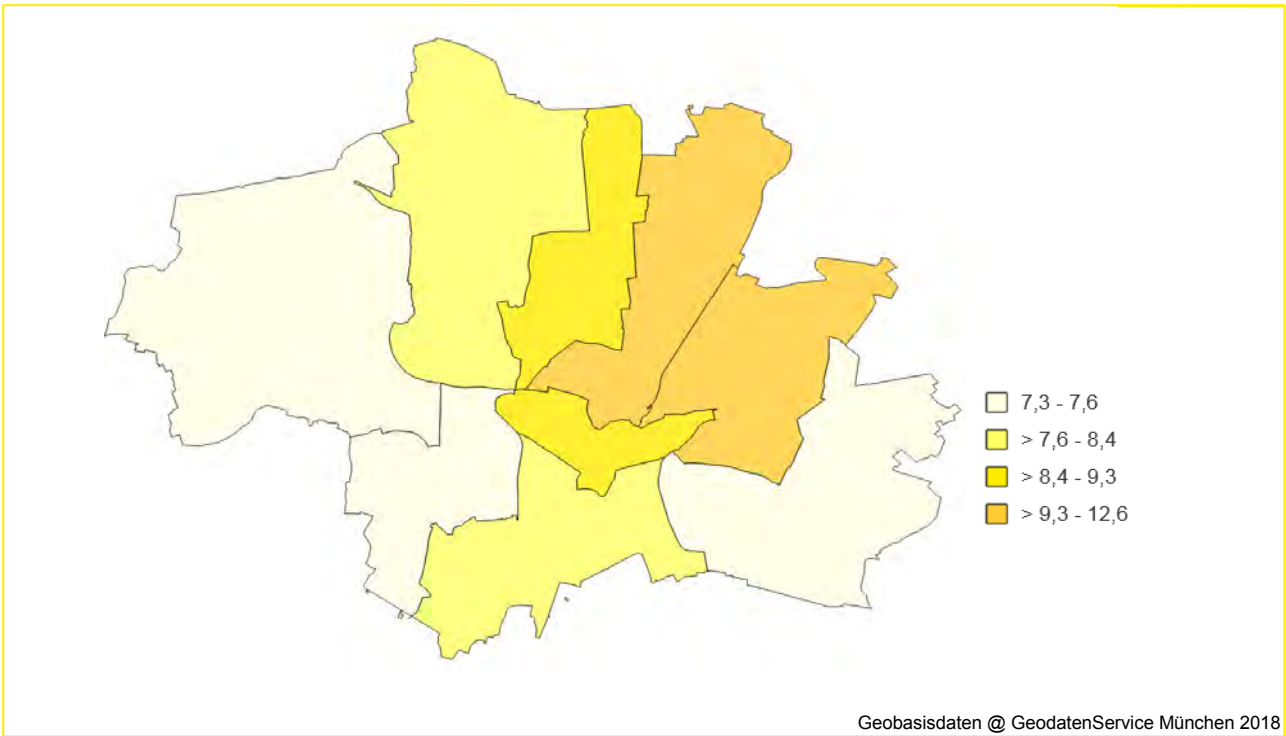 7,3 - 7,6
> 7,6 - 8,4
> 8,4 - 9,3
> 9,3 - 12,6
Geobasisdaten @ GeodatenService München 2018